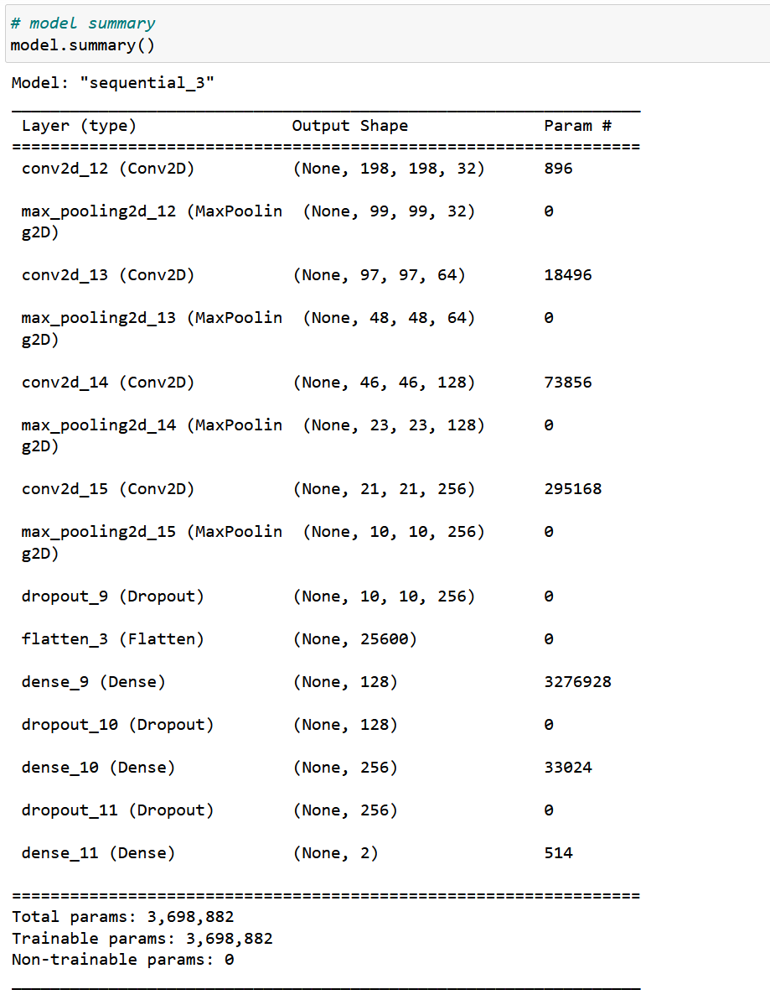 # model summary
model.summary()
Model: "sequential_3"
_________________________________________________________________
Layer (type) Output Shape Param #
=================================================================
conv2d_12 (Conv2D) (None, 198, 198, 32) 896
max_pooling2d_12 (MaxPoolin (None, 99, 99, 32) 0
g2D)
conv2d_13 (Conv2D) (None, 97, 97, 64) 18496
max_pooling2d_13 (MaxPoolin (None, 48, 48, 64) 0
g2D)
conv2d_14 (Conv2D) (None, 46, 46, 128) 73856
max_pooling2d_14 (MaxPoolin (None, 23, 23, 128) 0
g2D)
conv2d_15 (Conv2D) (None, 21, 21, 256) 295168
max_pooling2d_15 (MaxPoolin (None, 10, 10, 256) 0
g2D)
dropout_9 (Dropout) (None, 10, 10, 256) 0
flatten_3 (Flatten) (None, 25600) 0
dense_9 (Dense) (None, 128) 3276928
dropout_10 (Dropout) (None, 128) 0
dense_10 (Dense) (None, 256) 33024
dropout_11 (Dropout) (None, 256) 0
dense_11 (Dense) (None, 2) 514
=================================================================
Total params: 3,698,882
Trainable params: 3,698,882
Non-trainable params: 0
_________________________________________________________________